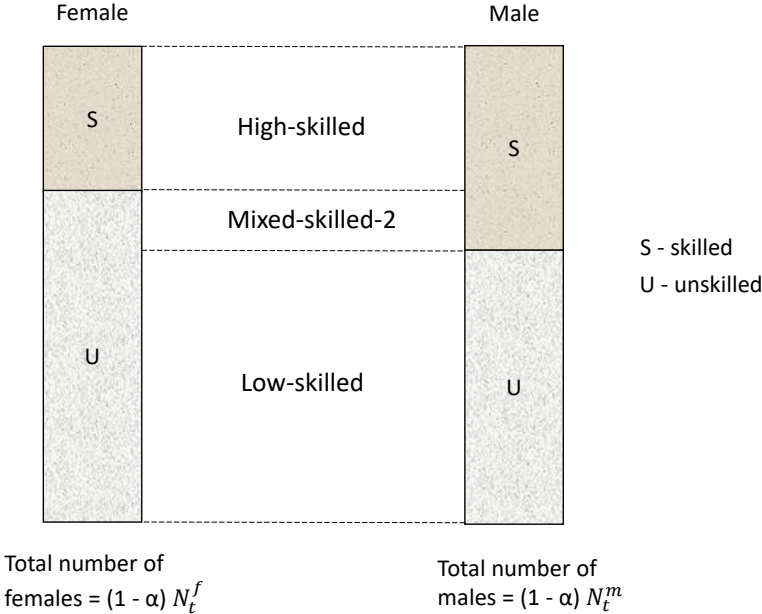 Female
Male
S
High-skilled
S
Mixed-skilled-2
S - skilled
U - unskilled
U
Low-skilled
U
Total number of
females = (1 - α) $N_t^f$
Total number of
males = (1 - α) $N_t^m$